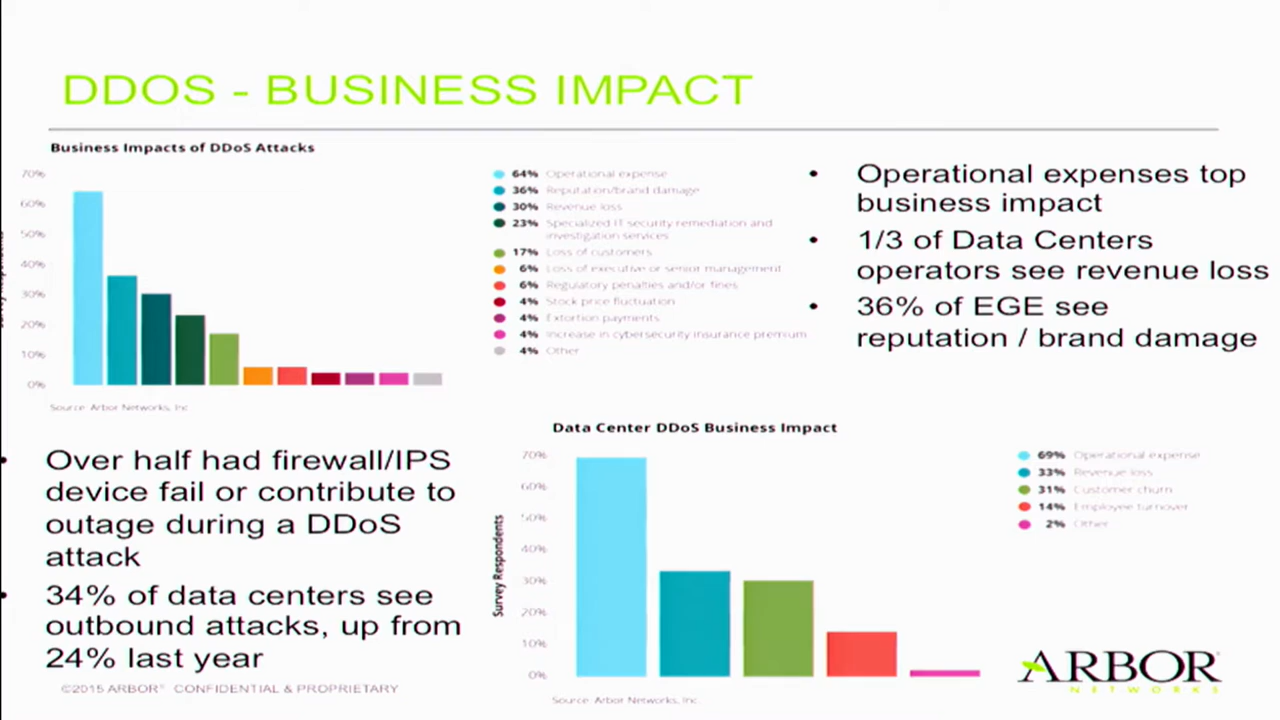 DDOS - BUSINESS IMPACT
Business Impacts of DDoS Attacks
70%
60%
50%
40%
30%
20%
10%
0%
Source: Arbor Networks, Inc.
64% Operational expense
36% Reputation/brand damage
30% Revenue loss
23% Specialized IT security remediation and
investigation services
17% Loss of customers
6% Loss of executive or senior management
6% Regulatory penalties and/or fines
4% Stock price fluctuation
4% Extortion payments
4% Increase in cybersecurity insurance premium
4% Other
• Operational expenses top
business impact
• 1/3 of Data Centers
operators see revenue loss
• 36% of EGE see
reputation / brand damage
• Over half had firewall/IPS
device fail or contribute to
outage during a DDoS
attack
• 34% of data centers see
outbound attacks, up from
24% last year
Data Center DDoS Business Impact
Survey Respondents
70%
60%
50%
40%
30%
20%
10%
0%
Source: Arbor Networks, Inc.
69% Operational expense
33% Revenue loss
31% Customer churn
14% Employee turnover
2% Other
©2015 ARBOR® CONFIDENTIAL & PROPRIETARY
ARBOR®
NETWORKS